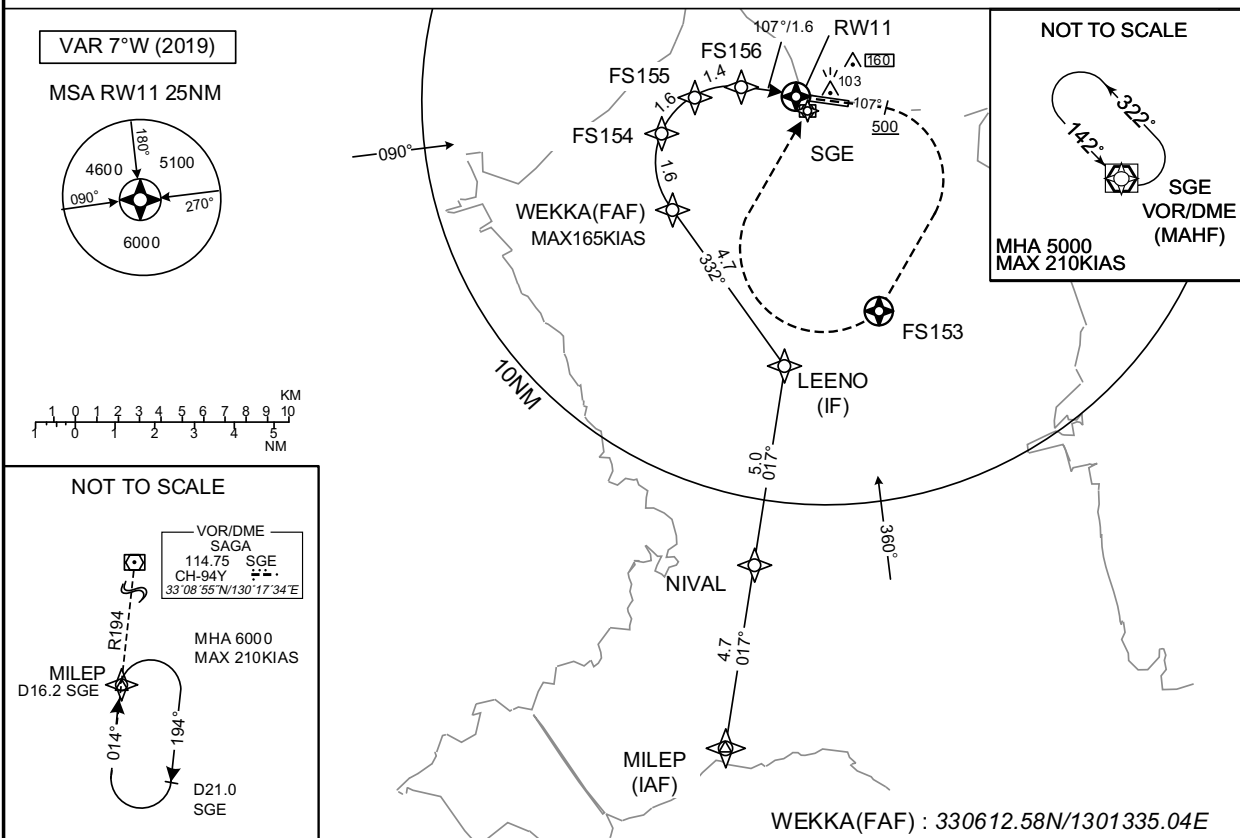 VAR 7°W (2019)
MSA RW11 25NM
180°
4600
5100
090°
270°
6000
KM
1 0 1 2 3 4 5 6 7 8 9 10
1 0 1 2 3 4 5
NM
NOT TO SCALE
VOR/DME
SAGA
114.75 SGE
CH-94Y
33°08´55˝N/130°17´34˝E
R194
MHA 6000
MAX 210KIAS
MILEP
D16.2 SGE
014°
194°
D21.0
SGE
107°/1.6
RW11
FS156
FS155
1.4
160
103
1.6
107°
FS154
500
SGE
090°
1.6
WEKKA(FAF)
MAX165KIAS
4.7
332°
FS153
LEENO
(IF)
10NM
5.0
017°
360°
NIVAL
4.7
017°
MILEP
(IAF)
NOT TO SCALE
322°
142°
SGE
VOR/DME
(MAHF)
MHA 5000
MAX 210KIAS
WEKKA(FAF) : 330612.58N/1301335.04E